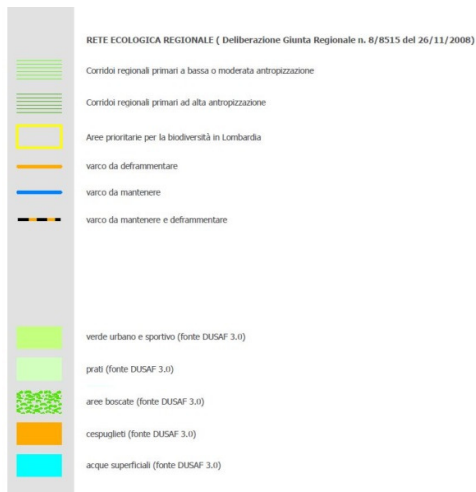 RETE ECOLOGICA REGIONALE ( Deliberazione Giunta Regionale n. 8/8515 del 26/11/2008)
Corridoi regionali primari a bassa o moderata antropizzazione
Corridoi regionali primari ad alta antropizzazione
Aree prioritarie per la biodiversità in Lombardia
varco da deframmentare
varco da mantenere
varco da mantenere e deframmentare
verde urbano e sportivo (fonte DUSAF 3.0)
prati (fonte DUSAF 3.0)
aree boscate (fonte DUSAF 3.0)
cespuglieti (fonte DUSAF 3.0)
acque superficiali (fonte DUSAF 3.0)